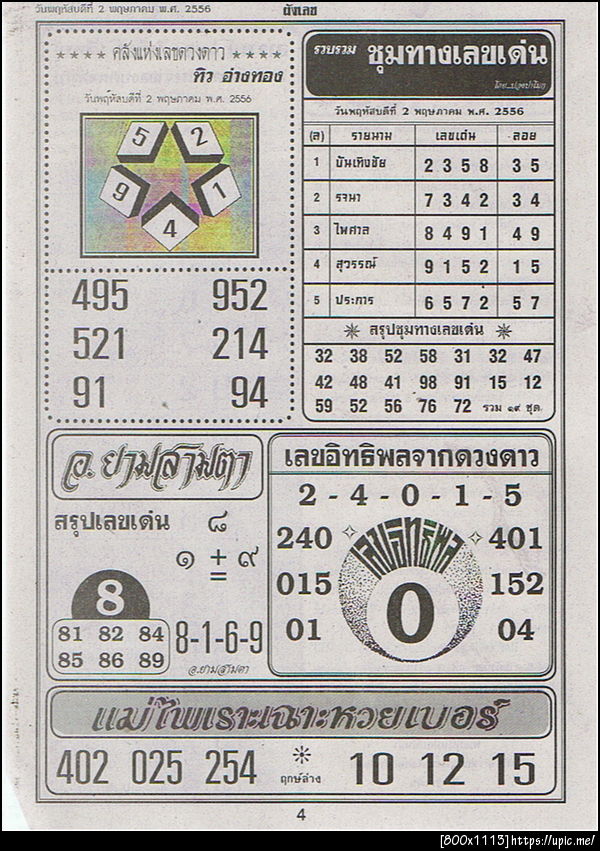 วันพฤหัสบดีที่ 2 พฤษภาคม พ.ศ. 2556
ยังเลข
★★★★ คลังแห่งเลขดวงดาว ★★★★
ทิว อ่างทอง
วันพฤหัสบดีที่ 2 พฤษภาคม พ.ศ. 2556
5 2
9 1
4
495 952
521 214
91 94
รวบรวม ชุมทางเลขเด่น
วันพฤหัสบดีที่ 2 พฤษภาคม พ.ศ. 2556
(ล) รายนาม เลขเด่น ลอย
1 บันเทิงชัย 2 3 5 8 3 5
2 รจนา 7 3 4 2 3 4
3 ไพศาล 8 4 9 1 4 9
4 สุวรรณ์ 9 1 5 2 1 5
5 ประการ 6 5 7 2 5 7
สรุปชุมทางเลขเด่น
32 38 52 58 31 32 47
42 48 41 98 91 15 12
59 52 56 76 72 รวม ๑๙ ชุด
อ. ยามสามตา
สรุปเลขเด่น ๘
๑ ± ๙
8
81 82 84
85 86 89
8-1-6-9
อ.ยามสามตา
เลขอิทธิพลจากดวงดาว
2 - 4 - 0 - 1 - 5
240 เลขอิทธิพล 401
015 0 152
01 04
แม่ไพเราะเฉาะหวยเบอร์
402 025 254 ฤกษ์ล่าง 10 12 15
4
[800x1113]https://upic.me/